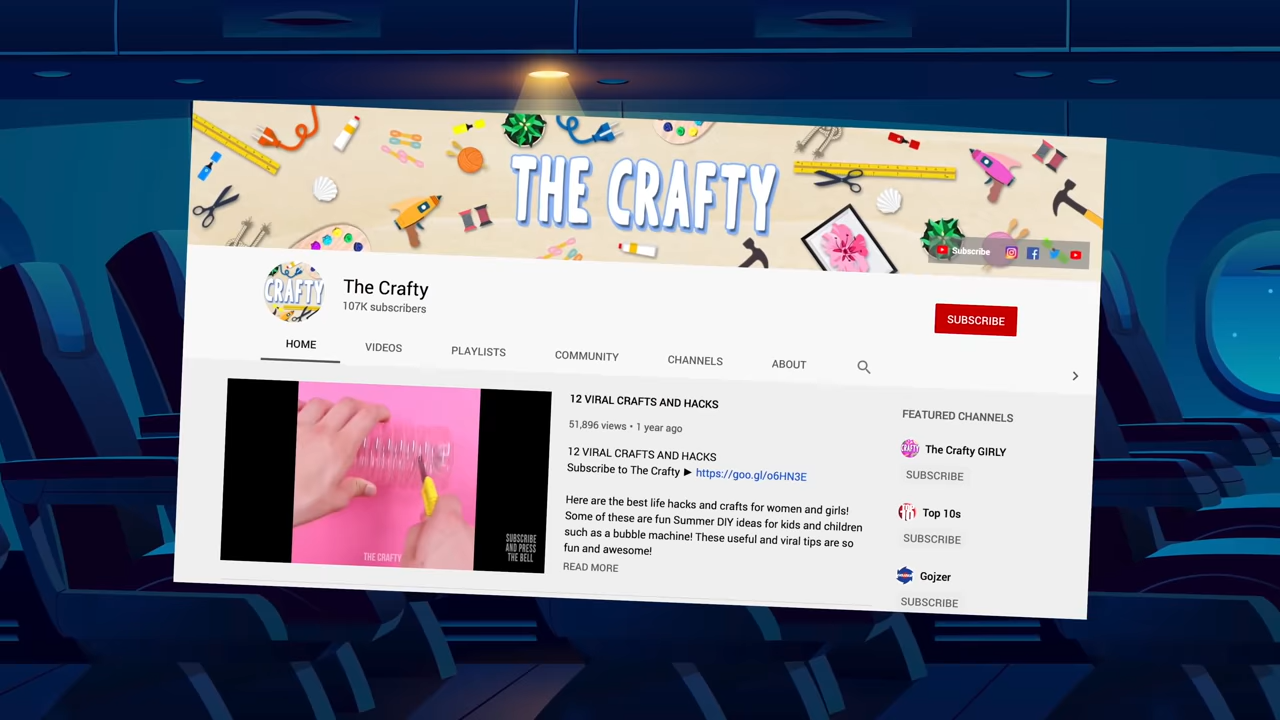 THE CRAFTY
Subscribe
CRAFTY
The Crafty
107K subscribers
SUBSCRIBE
HOME
VIDEOS
PLAYLISTS
COMMUNITY
CHANNELS
ABOUT
THE CRAFTY
SUBSCRIBE
AND PRESS
THE BELL
12 VIRAL CRAFTS AND HACKS
51,896 views • 1 year ago
12 VIRAL CRAFTS AND HACKS
Subscribe to The Crafty ► https://goo.gl/o6HN3E
Here are the best life hacks and crafts for women and girls!
Some of these are fun Summer DIY ideas for kids and children
such as a bubble machine! These useful and viral tips are so
fun and awesome!
READ MORE
FEATURED CHANNELS
The Crafty GIRLY
SUBSCRIBE
Top 10s
SUBSCRIBE
Gojzer
SUBSCRIBE